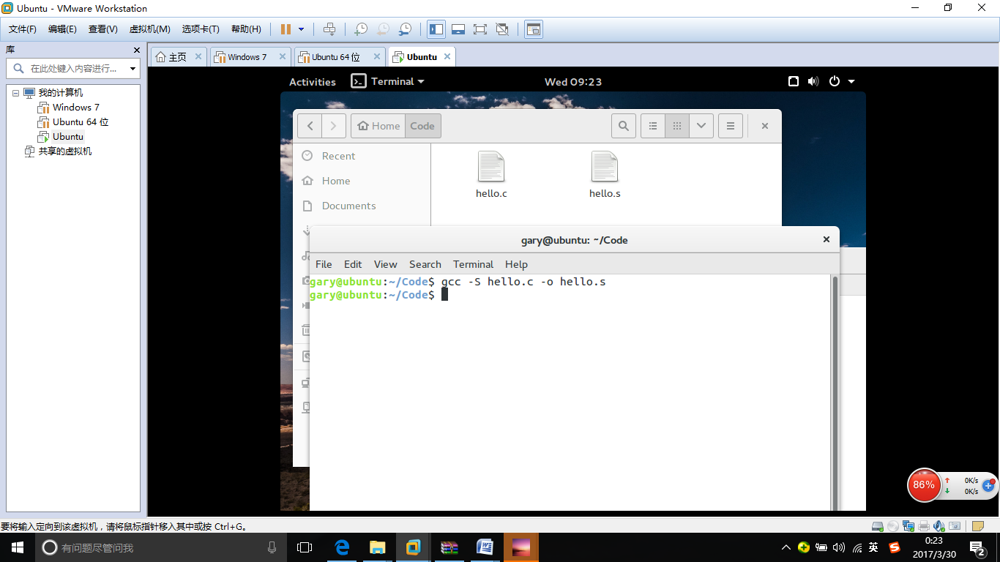 Ubuntu - VMware Workstation
文件(F) 编辑(E) 查看(V) 虚拟机(M) 选项卡(T) 帮助(H)
库
在此处键入内容进行...
我的计算机
Windows 7
Ubuntu 64 位
Ubuntu
共享的虚拟机
主页 Windows 7 Ubuntu 64 位 Ubuntu
Activities Terminal Wed 09:23
Home Code
Recent
Home
Documents
hello.c hello.s
gary@ubuntu: ~/Code
File Edit View Search Terminal Help
gary@ubuntu:~/Code$ gcc -S hello.c -o hello.s
gary@ubuntu:~/Code$
86%
0K/s
0K/s
要将输入定向到该虚拟机，请将鼠标指针移入其中或按 Ctrl+G。
有问题尽管问我
英
0:23
2017/3/30
2